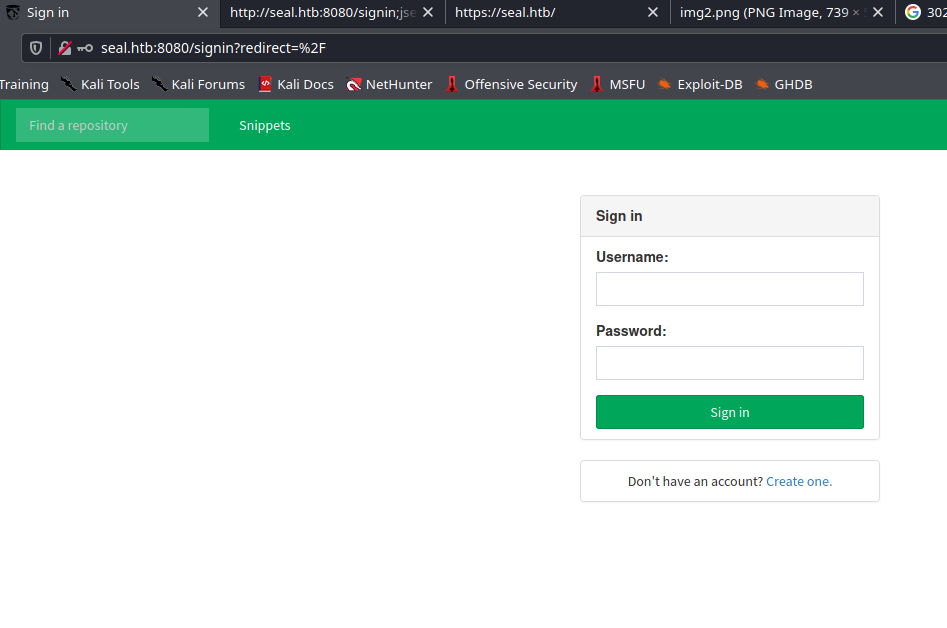 Sign in http://seal.htb:8080/signin;jse https://seal.htb/ img2.png (PNG Image, 739 × 302
seal.htb:8080/signin?redirect=%2F
Training Kali Tools Kali Forums Kali Docs NetHunter Offensive Security MSFU Exploit-DB GHDB
Find a repository Snippets
Sign in
Username:
Password:
Sign in
Don't have an account? Create one.